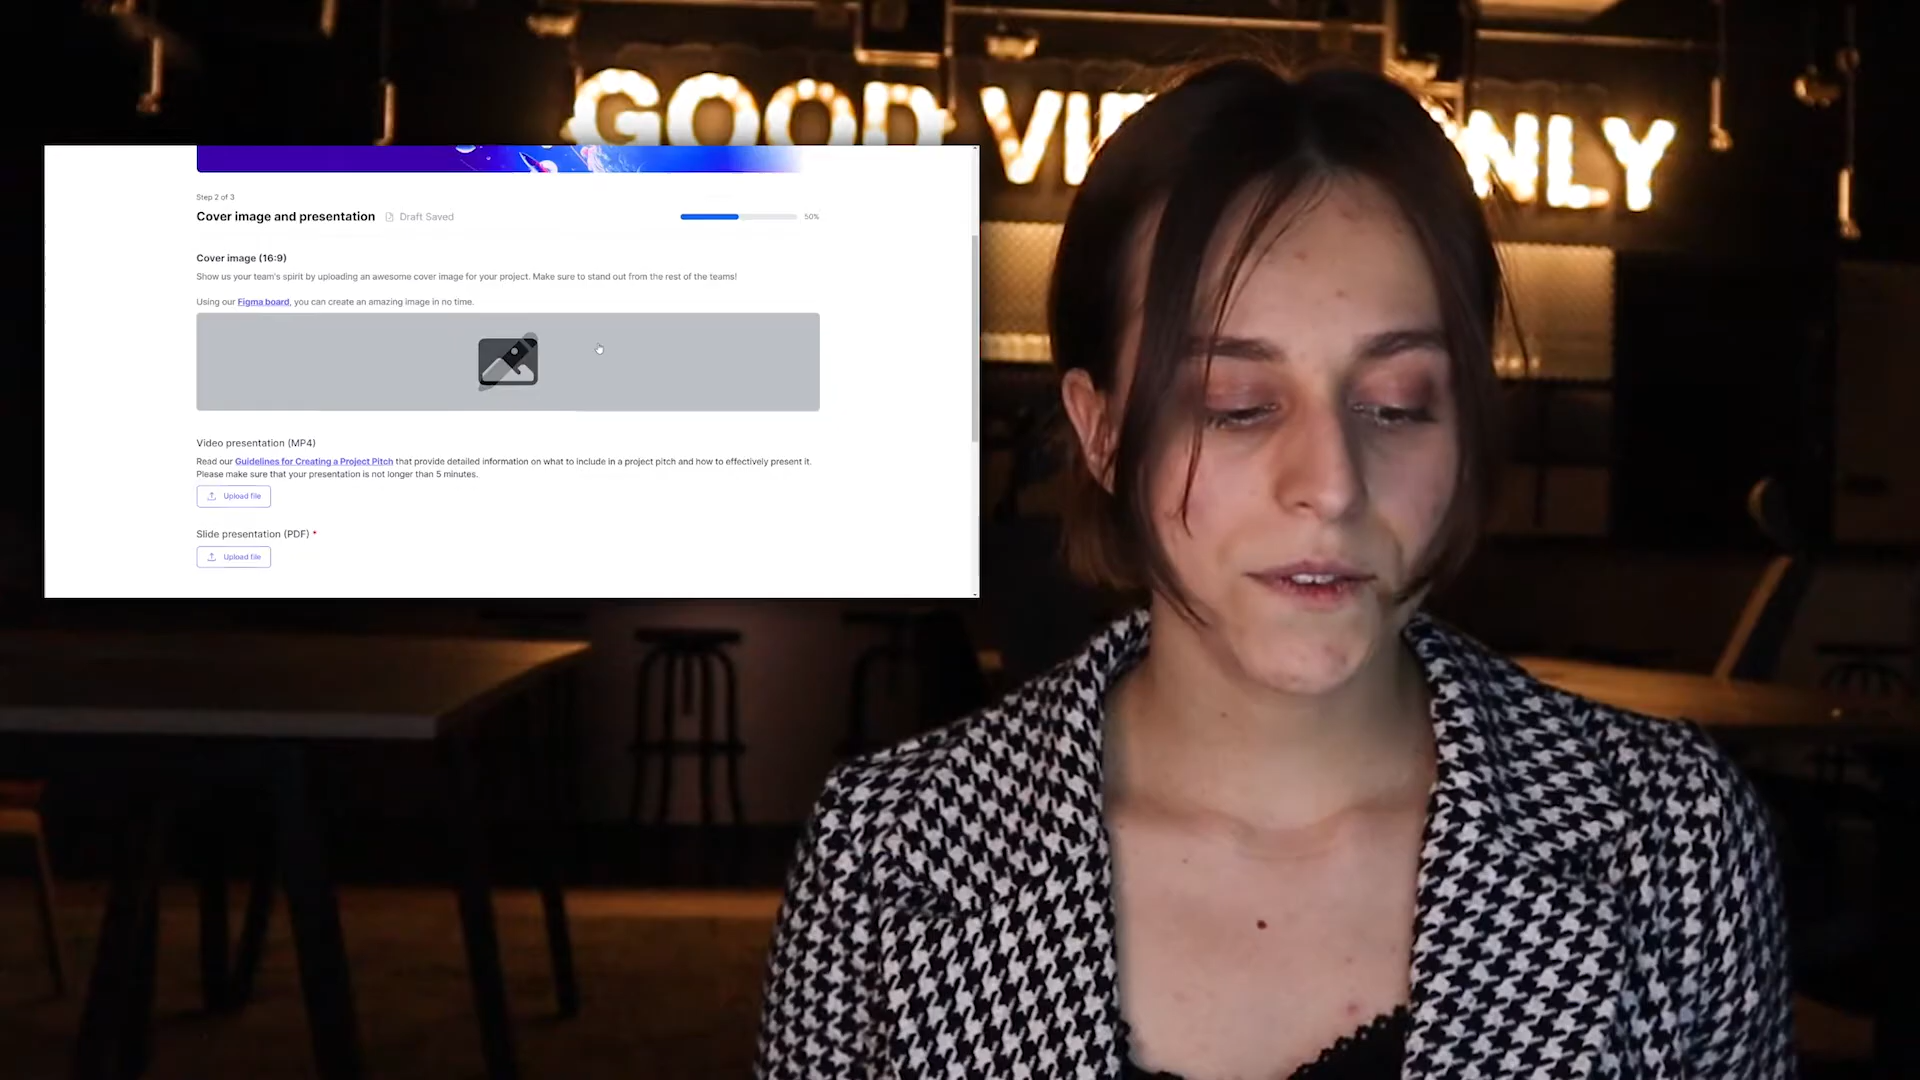 GOOD VI ONLY
Step 2 of 3
Cover image and presentation Draft Saved 50%
Cover image (16:9)
Show us your team's spirit by uploading an awesome cover image for your project. Make sure to stand out from the rest of the teams!
Using our Figma board, you can create an amazing image in no time.
Video presentation (MP4)
Read our Guidelines for Creating a Project Pitch that provide detailed information on what to include in a project pitch and how to effectively present it.
Please make sure that your presentation is not longer than 5 minutes.
Upload file
Slide presentation (PDF) *
Upload file